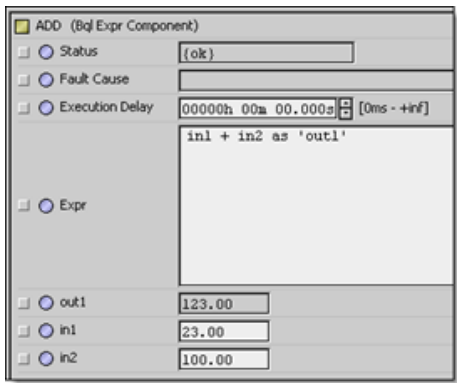 ADD (Bql Expr Component)
Status {ok}
Fault Cause
Execution Delay 00000h 00m 00.000s [0ms - +inf]
in1 + in2 as 'out1'
Expr
out1 123.00
in1 23.00
in2 100.00